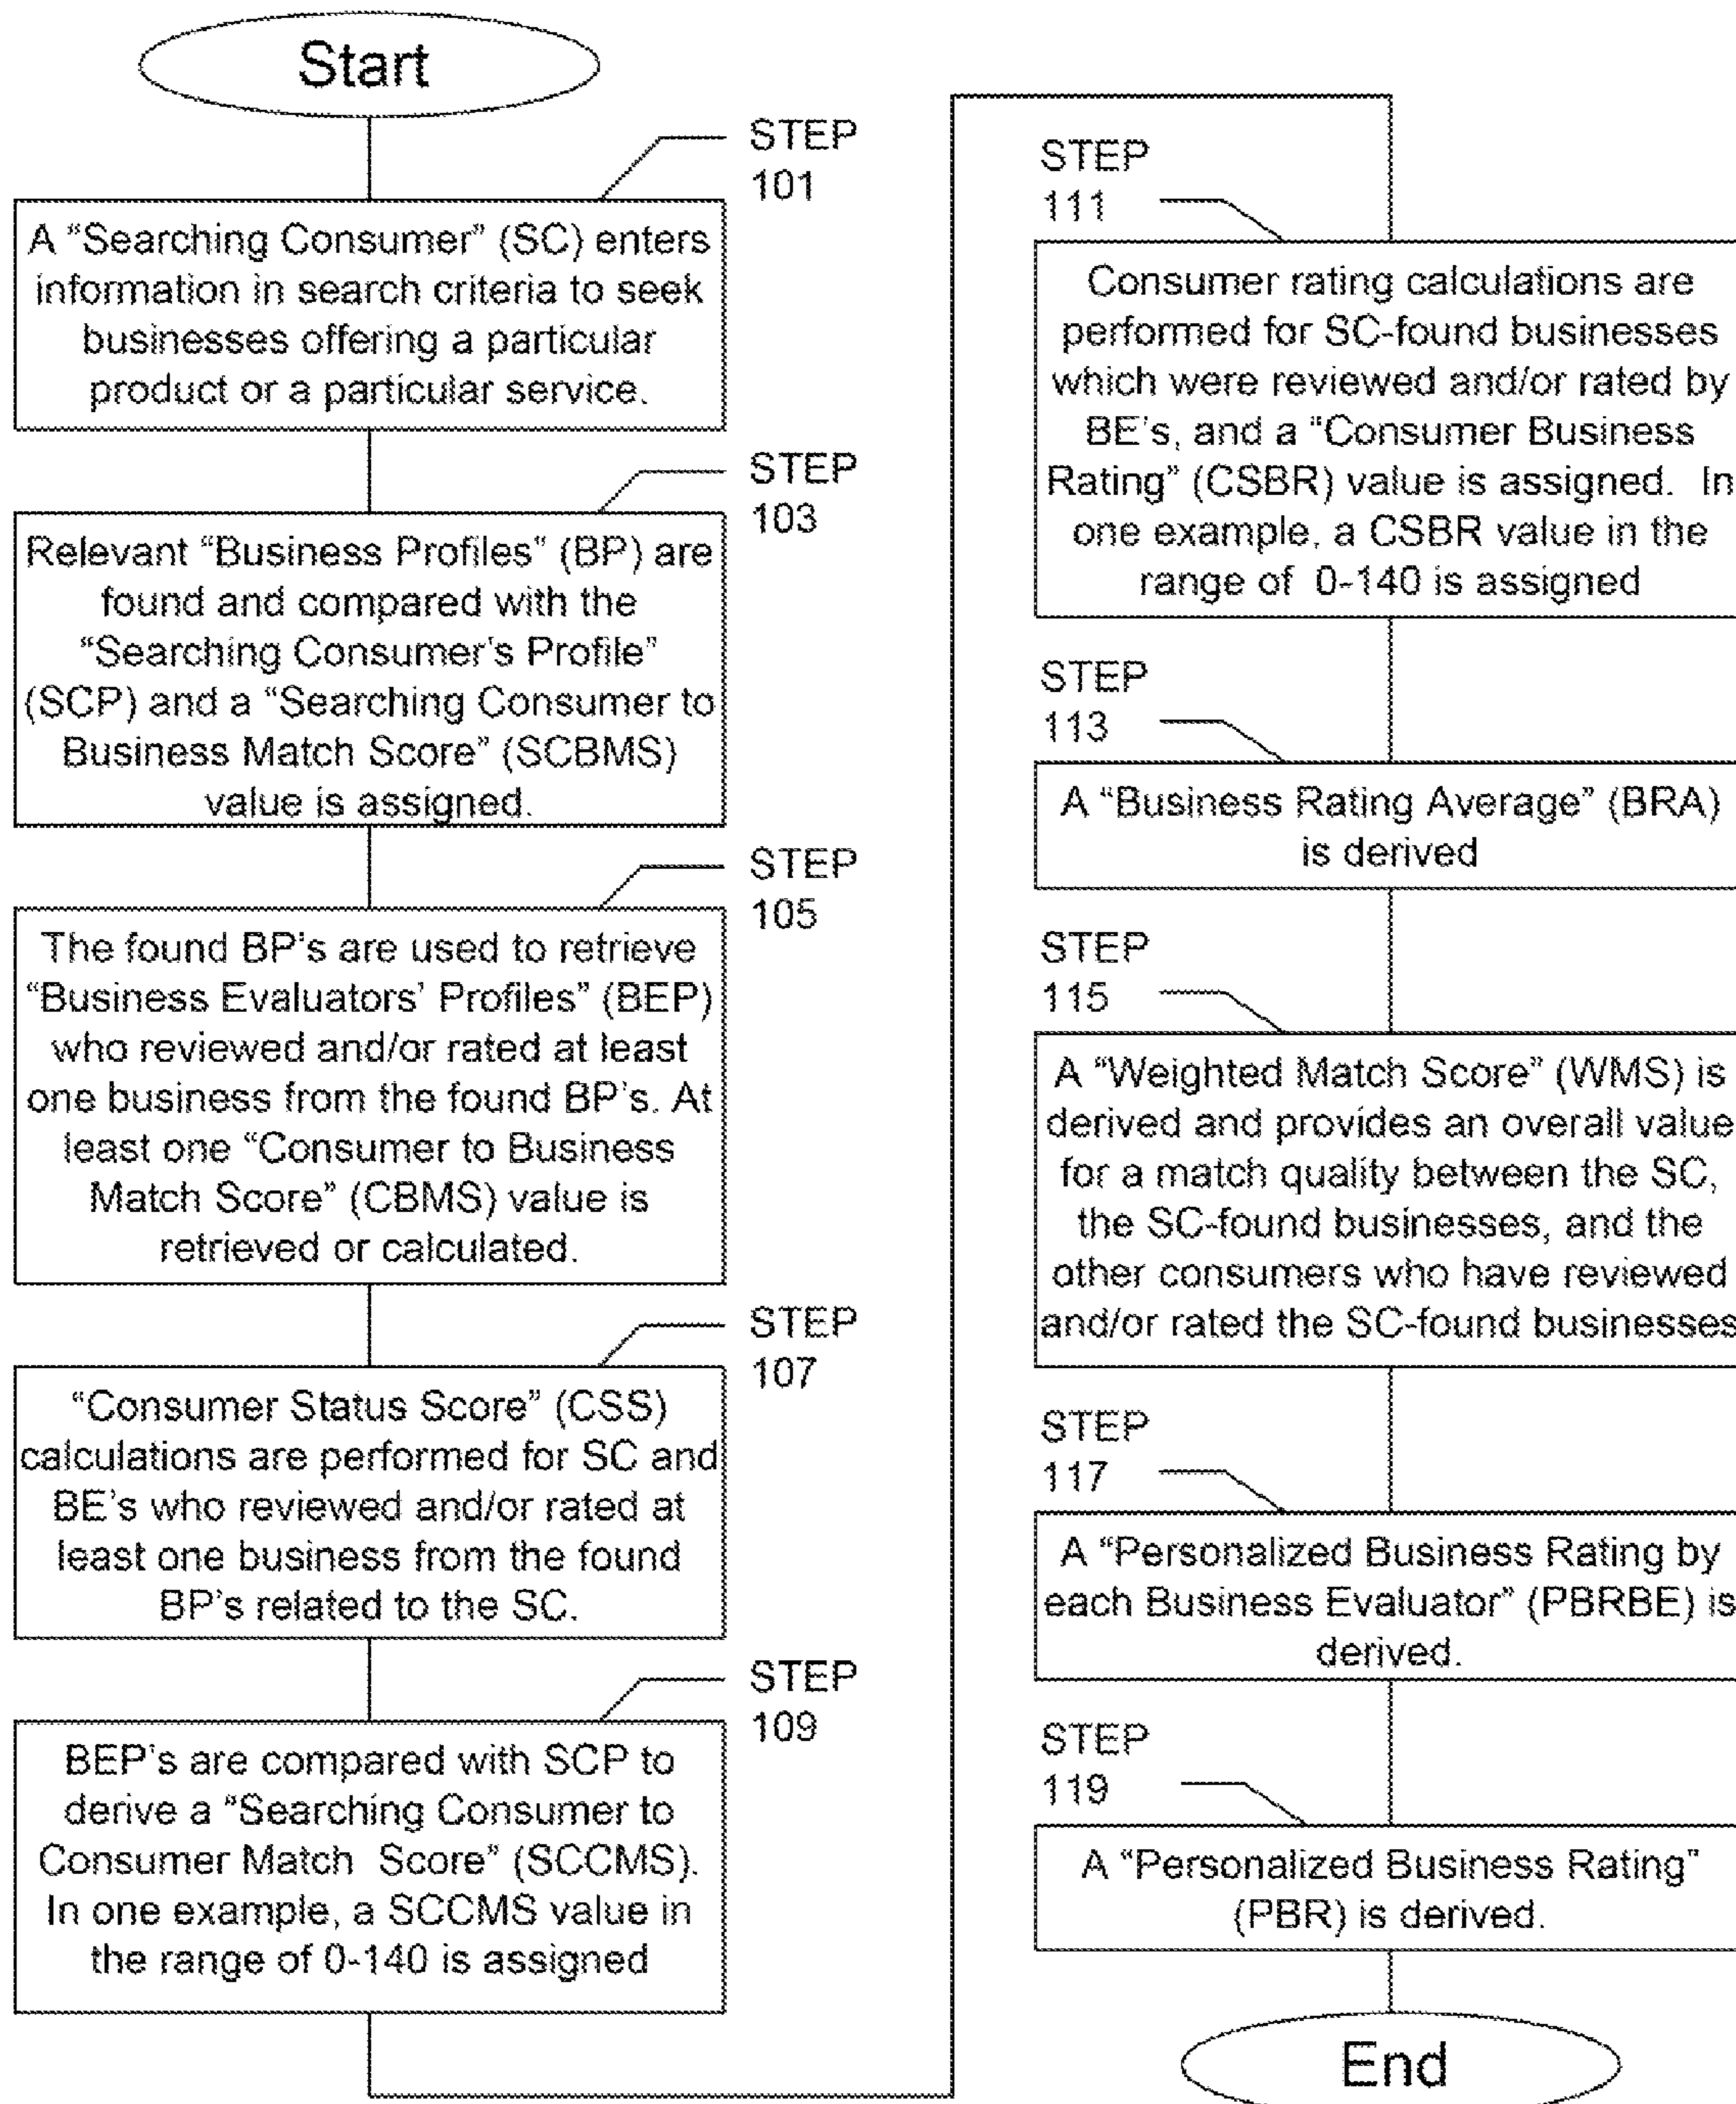 Start
STEP
101
A “Searching Consumer” (SC) enters
information in search criteria to seek
businesses offering a particular
product or a particular service.
STEP
103
Relevant “Business Profiles” (BP) are
found and compared with the
“Searching Consumer’s Profile”
(SCP) and a “Searching Consumer to
Business Match Score” (SCBMS)
value is assigned.
STEP
105
The found BP’s are used to retrieve
“Business Evaluators’ Profiles” (BEP)
who reviewed and/or rated at least
one business from the found BP’s. At
least one “Consumer to Business
Match Score” (CBMS) value is
retrieved or calculated.
STEP
107
“Consumer Status Score” (CSS)
calculations are performed for SC and
BE’s who reviewed and/or rated at
least one business from the found
BP’s related to the SC.
STEP
109
BEP’s are compared with SCP to
derive a “Searching Consumer to
Consumer Match Score” (SCCMS).
In one example, a SCCMS value in
the range of 0-140 is assigned
STEP
111
Consumer rating calculations are
performed for SC-found businesses
which were reviewed and/or rated by
BE’s, and a “Consumer Business
Rating” (CSBR) value is assigned. In
one example, a CSBR value in the
range of 0-140 is assigned
STEP
113
A “Business Rating Average” (BRA)
is derived
STEP
115
A “Weighted Match Score” (WMS) is
derived and provides an overall value
for a match quality between the SC,
the SC-found businesses, and the
other consumers who have reviewed
and/or rated the SC-found businesses
STEP
117
A “Personalized Business Rating by
each Business Evaluator” (PBRBE) is
derived.
STEP
119
A “Personalized Business Rating”
(PBR) is derived.
End